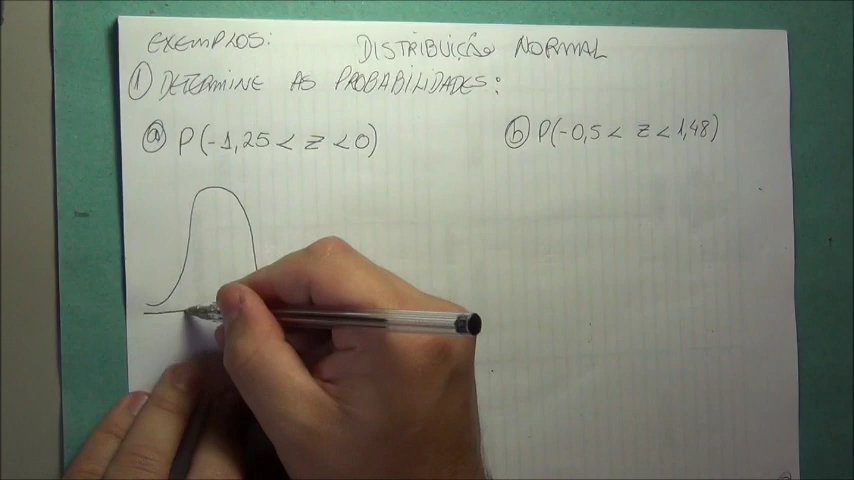 EXEMPLOS: DISTRIBUIÇÃO NORMAL
① DETERMINE AS PROBABILIDADES:
ⓐ P(-1,25 < z < 0) ⓑ P(-0,5 < z < 1,48)